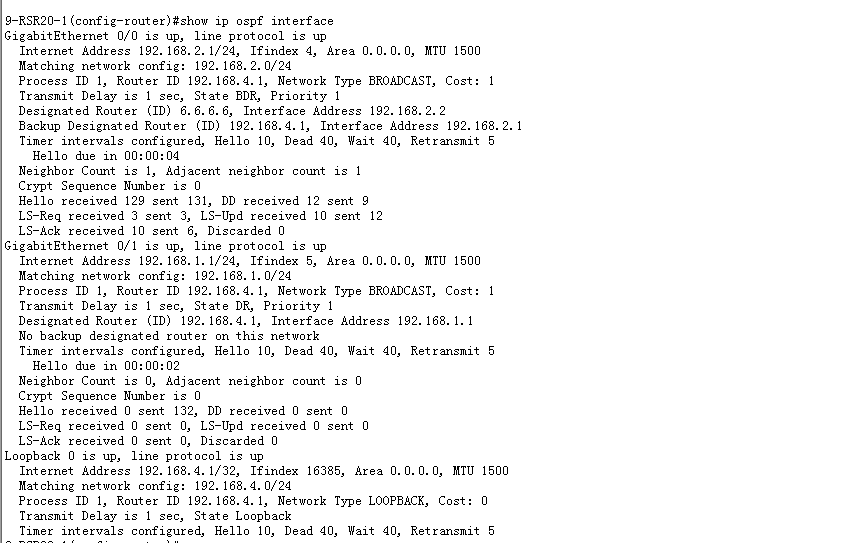 9-RSR20-1(config-router)#show ip ospf interface
GigabitEthernet 0/0 is up, line protocol is up
Internet Address 192.168.2.1/24, Ifindex 4, Area 0.0.0.0, MTU 1500
Matching network config: 192.168.2.0/24
Process ID 1, Router ID 192.168.4.1, Network Type BROADCAST, Cost: 1
Transmit Delay is 1 sec, State BDR, Priority 1
Designated Router (ID) 6.6.6.6, Interface Address 192.168.2.2
Backup Designated Router (ID) 192.168.4.1, Interface Address 192.168.2.1
Timer intervals configured, Hello 10, Dead 40, Wait 40, Retransmit 5
Hello due in 00:00:04
Neighbor Count is 1, Adjacent neighbor count is 1
Crypt Sequence Number is 0
Hello received 129 sent 131, DD received 12 sent 9
LS-Req received 3 sent 3, LS-Upd received 10 sent 12
LS-Ack received 10 sent 6, Discarded 0
GigabitEthernet 0/1 is up, line protocol is up
Internet Address 192.168.1.1/24, Ifindex 5, Area 0.0.0.0, MTU 1500
Matching network config: 192.168.1.0/24
Process ID 1, Router ID 192.168.4.1, Network Type BROADCAST, Cost: 1
Transmit Delay is 1 sec, State DR, Priority 1
Designated Router (ID) 192.168.4.1, Interface Address 192.168.1.1
No backup designated router on this network
Timer intervals configured, Hello 10, Dead 40, Wait 40, Retransmit 5
Hello due in 00:00:02
Neighbor Count is 0, Adjacent neighbor count is 0
Crypt Sequence Number is 0
Hello received 0 sent 132, DD received 0 sent 0
LS-Req received 0 sent 0, LS-Upd received 0 sent 0
LS-Ack received 0 sent 0, Discarded 0
Loopback 0 is up, line protocol is up
Internet Address 192.168.4.1/32, Ifindex 16385, Area 0.0.0.0, MTU 1500
Matching network config: 192.168.4.0/24
Process ID 1, Router ID 192.168.4.1, Network Type LOOPBACK, Cost: 0
Transmit Delay is 1 sec, State Loopback
Timer intervals configured, Hello 10, Dead 40, Wait 40, Retransmit 5